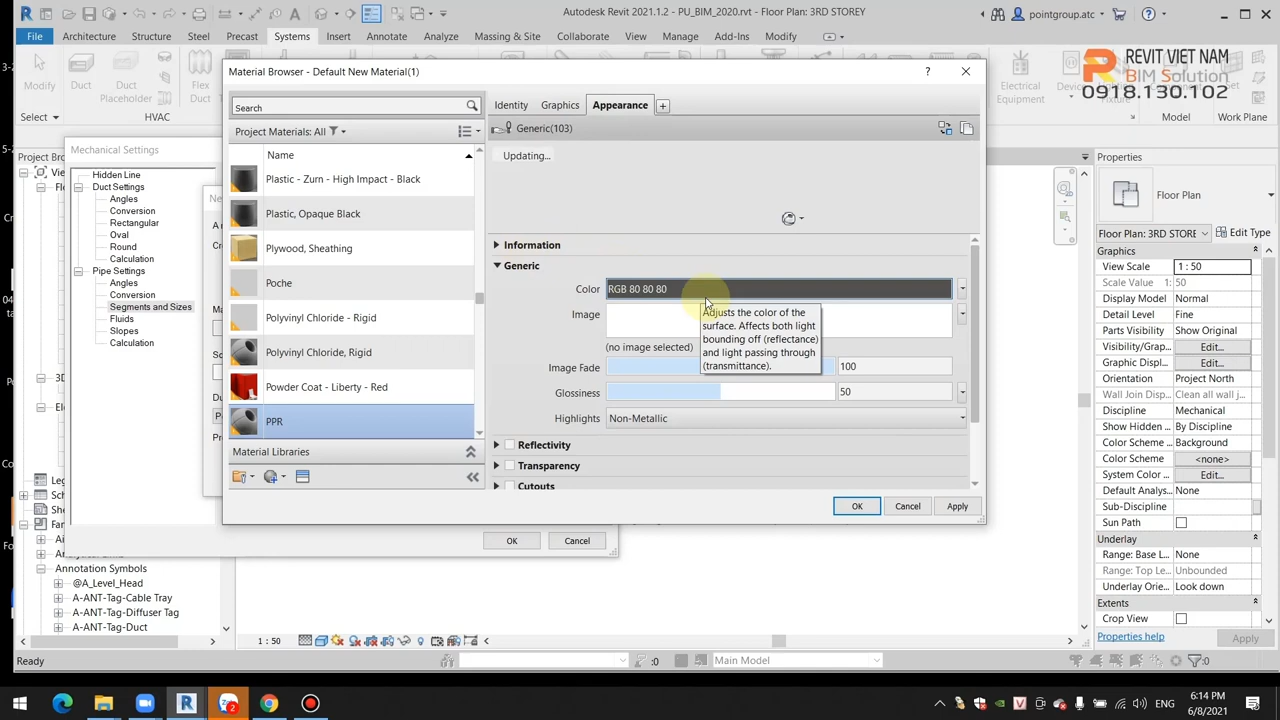 Autodesk Revit 2021.1.2 - PU_BIM_2020.rvt - Floor Plan: 3RD STOREY
pointgroup.atc
File Architecture Structure Steel Precast Systems Insert Annotate Analyze Massing & Site Collaborate View Manage Add-Ins Modify
REVIT VIET NAM
BIM Solution
0918.130.102
Modify
Duct
Duct
Placeholder
Flex
Duct
Electrical
Equipment
Select
HVAC
Model
Work Plane
Material Browser - Default New Material(1)
?
Search
Project Materials: All
Name
Plastic - Zurn - High Impact - Black
Plastic, Opaque Black
Plywood, Sheathing
Poche
Polyvinyl Chloride - Rigid
Polyvinyl Chloride, Rigid
Powder Coat - Liberty - Red
PPR
Material Libraries
Identity Graphics Appearance
Generic(103)
Updating...
Information
Generic
Color RGB 80 80 80
Image
(no image selected)
Adjusts the color of the
surface. Affects both light
bounding off (reflectance)
and light passing through
(transmittance).
Image Fade 100
Glossiness 50
Highlights Non-Metallic
Reflectivity
Transparency
Cutouts
OK Cancel Apply
Mechanical Settings
Hidden Line
Duct Settings
Angles
Conversion
Rectangular
Oval
Round
Calculation
Pipe Settings
Angles
Conversion
Segments and Sizes
Fluids
Slopes
Calculation
OK Cancel
Annotation Symbols
@A_Level_Head
A-ANT-Tag-Cable Tray
A-ANT-Tag-Diffuser Tag
A-ANT-Tag-Duct
Properties
Floor Plan
Floor Plan: 3RD STORE Edit Type
Graphics
View Scale 1 : 50
Scale Value 1: 50
Display Model Normal
Detail Level Fine
Parts Visibility Show Original
Visibility/Grap... Edit...
Graphic Displ... Edit...
Orientation Project North
Wall Join Disp... Clean all wall j...
Discipline Mechanical
Show Hidden ... By Discipline
Color Scheme ... Background
Color Scheme <none>
System Color ... Edit...
Default Analys... None
Sub-Discipline
Sun Path
Underlay
Range: Base L... None
Range: Top Le... Unbounded
Underlay Orie... Look down
Extents
Crop View
Properties help Apply
1 : 50
Ready
:0
Main Model
:0
ENG
6:14 PM
6/8/2021